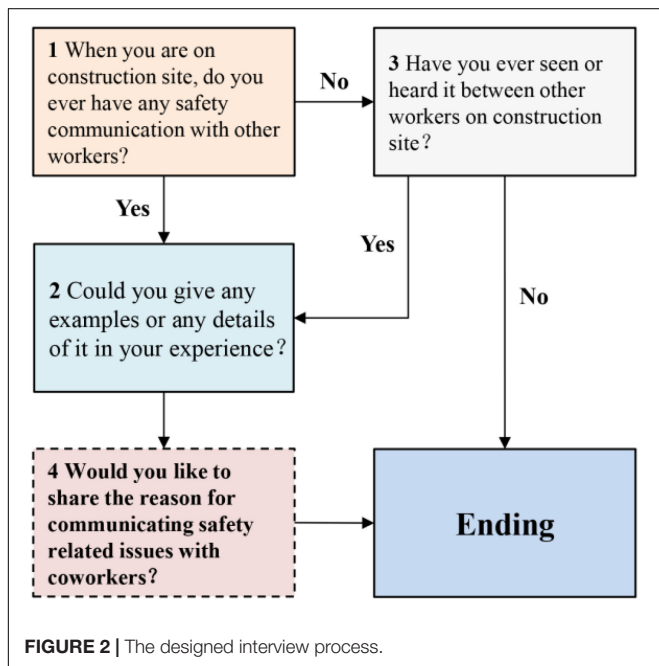 1 When you are on
construction site, do you
ever have any safety
communication with other
workers?
No
3 Have you ever seen or
heard it between other
workers on construction
site?
Yes
Yes
2 Could you give any
examples or any details
of it in your experience?
No
4 Would you like to
share the reason for
communicating safety
related issues with
coworkers?
Ending
FIGURE 2 | The designed interview process.